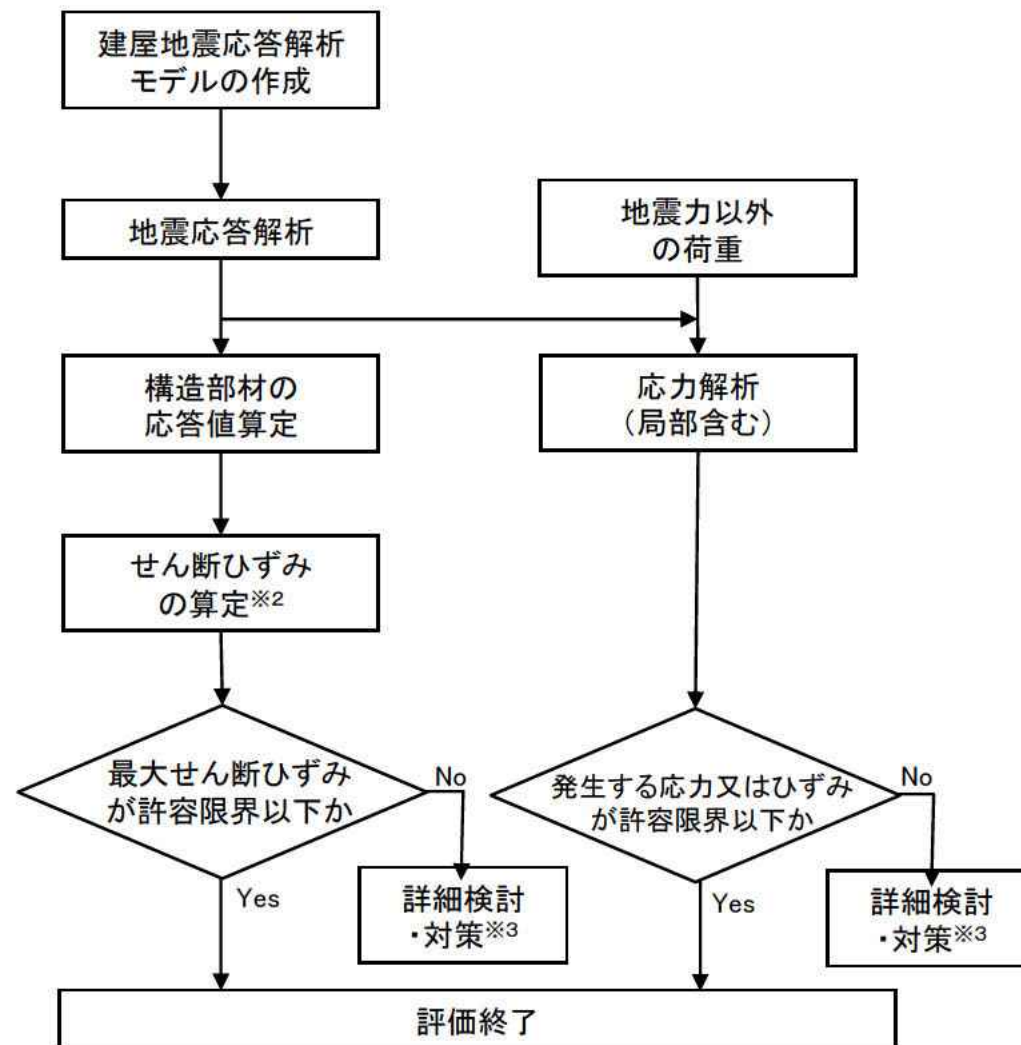 建屋地震応答解析
モデルの作成
地震応答解析
地震力以外
の荷重
構造部材の
応答値算定
応力解析
（局部含む）
せん断ひずみ
の算定※2
最大せん断ひずみ
が許容限界以下か
No
発生する応力又はひずみ
が許容限界以下か
No
Yes
詳細検討
・対策※3
Yes
詳細検討
・対策※3
評価終了